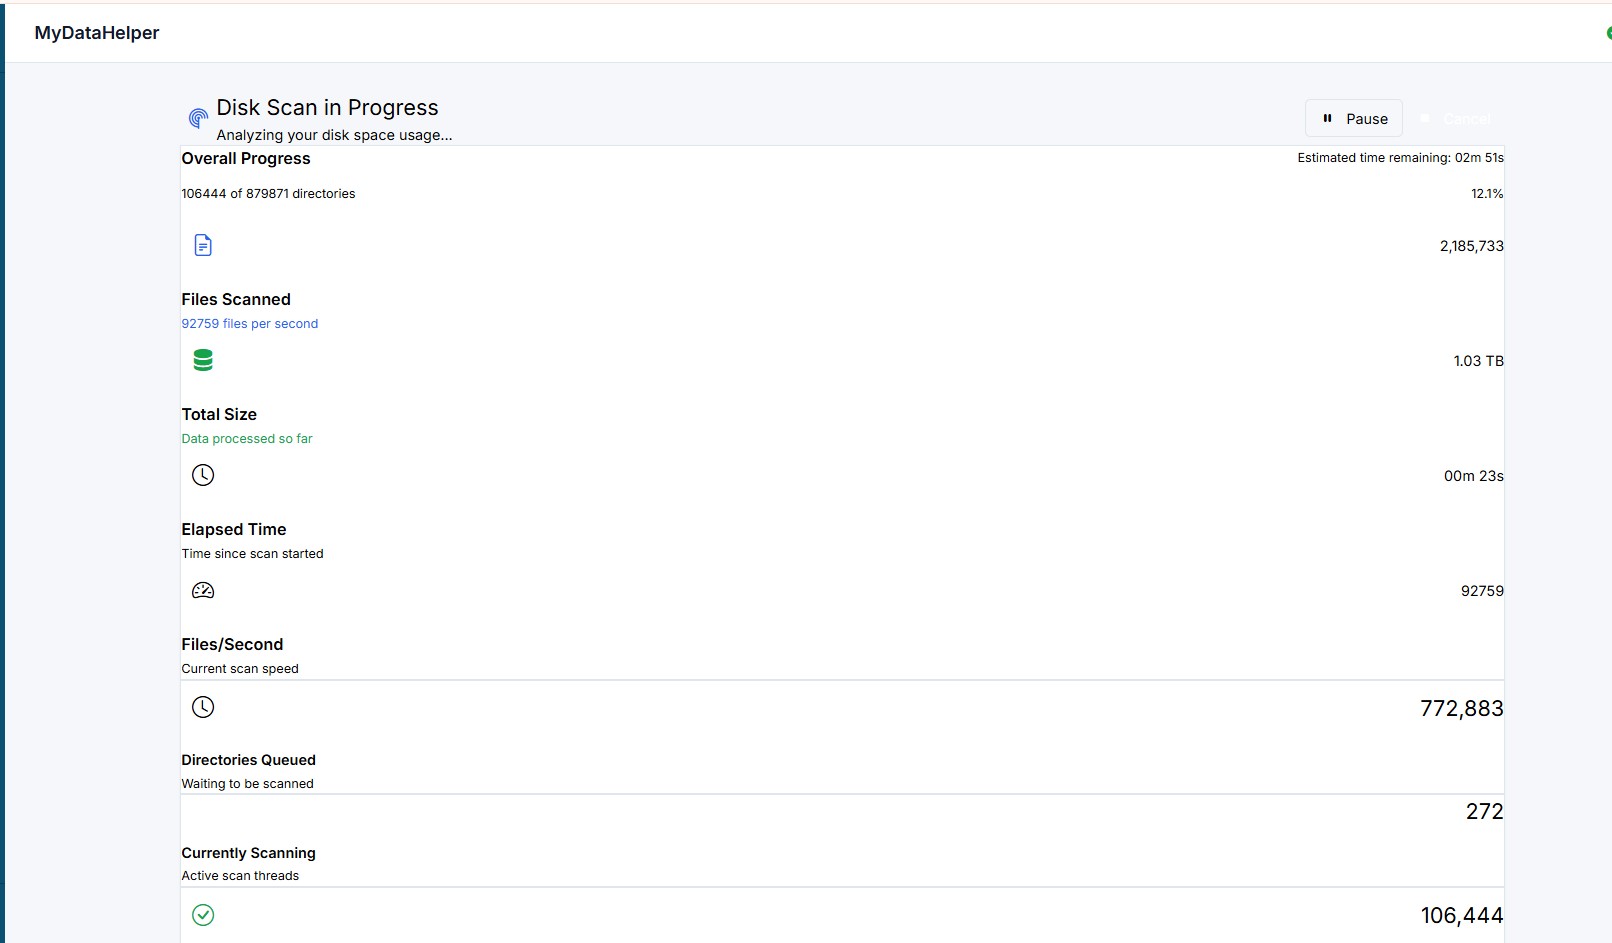 MyDataHelper
Disk Scan in Progress
Analyzing your disk space usage...
Pause
Cancel
Overall Progress
Estimated time remaining: 02m 51s
106444 of 879871 directories
12.1%
2,185,733
Files Scanned
92759 files per second
1.03 TB
Total Size
Data processed so far
00m 23s
Elapsed Time
Time since scan started
92759
Files/Second
Current scan speed
772,883
Directories Queued
Waiting to be scanned
272
Currently Scanning
Active scan threads
106,444